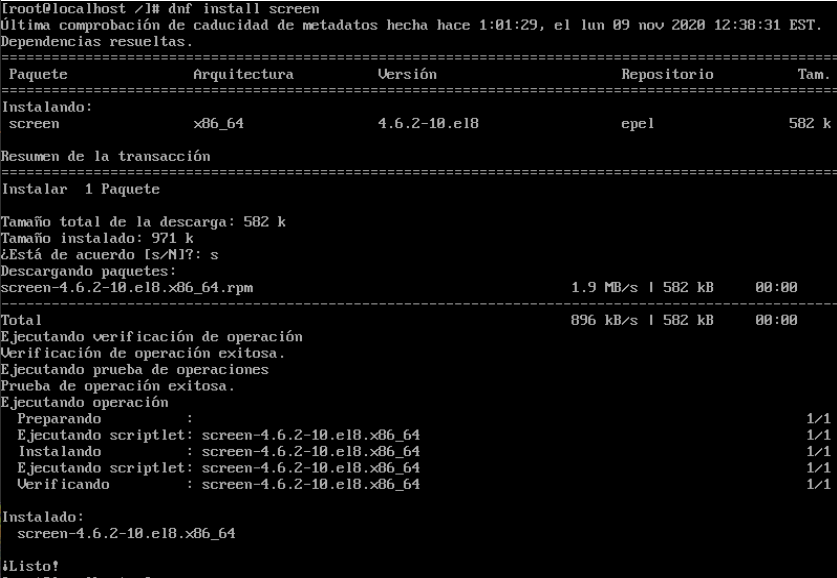 [root@localhost /]# dnf install screen
Última comprobación de caducidad de metadatos hecha hace 1:01:29, el lun 09 nov 2020 12:38:31 EST.
Dependencias resueltas.
Paquete Arquitectura Versión Repositorio Tam.
Instalando:
screen x86_64 4.6.2-10.el8 epel 582 k
Resumen de la transacción
Instalar 1 Paquete
Tamaño total de la descarga: 582 k
Tamaño instalado: 971 k
¿Está de acuerdo [s/N]?: s
Descargando paquetes:
screen-4.6.2-10.el8.x86_64.rpm 1.9 MB/s | 582 kB 00:00
Total 896 kB/s | 582 kB 00:00
Ejecutando verificación de operación
Verificación de operación exitosa.
Ejecutando prueba de operaciones
Prueba de operación exitosa.
Ejecutando operación
Preparando : 1/1
Ejecutando scriptlet: screen-4.6.2-10.el8.x86_64 1/1
Instalando : screen-4.6.2-10.el8.x86_64 1/1
Ejecutando scriptlet: screen-4.6.2-10.el8.x86_64 1/1
Verificando : screen-4.6.2-10.el8.x86_64 1/1
Instalado:
screen-4.6.2-10.el8.x86_64
¡Listo!